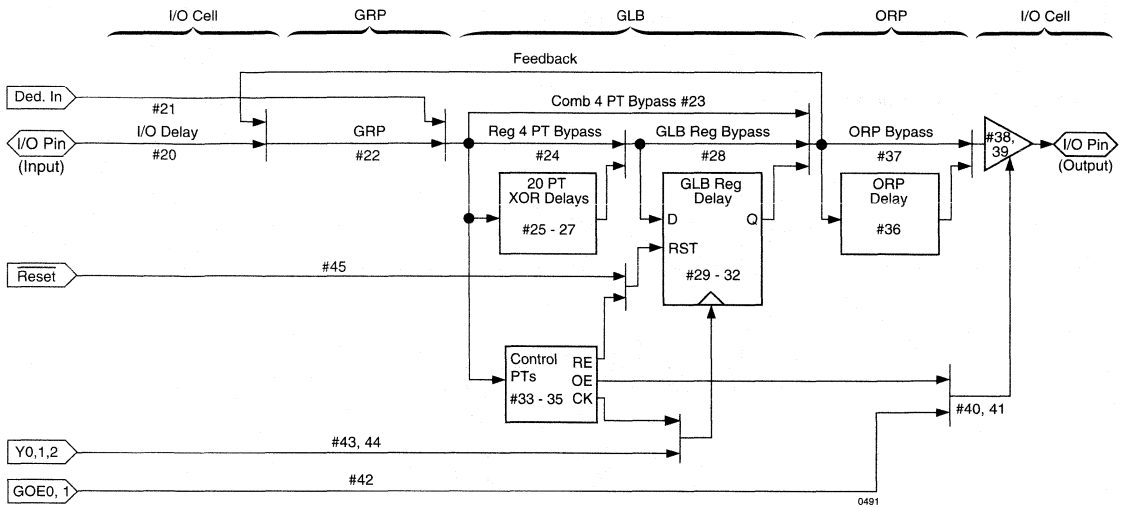 I/O Cell
GRP
GLB
ORP
I/O Cell
Feedback
Ded. In
#21
Comb 4 PT Bypass #23
I/O Pin
(Input)
I/O Delay
#20
GRP
#22
Reg 4 PT Bypass
#24
GLB Reg Bypass
#28
ORP Bypass
#37
#38,
39
I/O Pin
(Output)
20 PT
XOR Delays
#25 - 27
GLB Reg
Delay
D
Q
RST
#29 - 32
ORP
Delay
#36
Reset
#45
Control
PTs
#33 - 35
RE
OE
CK
#40, 41
Y0,1,2
#43, 44
GOE0, 1
#42
0491